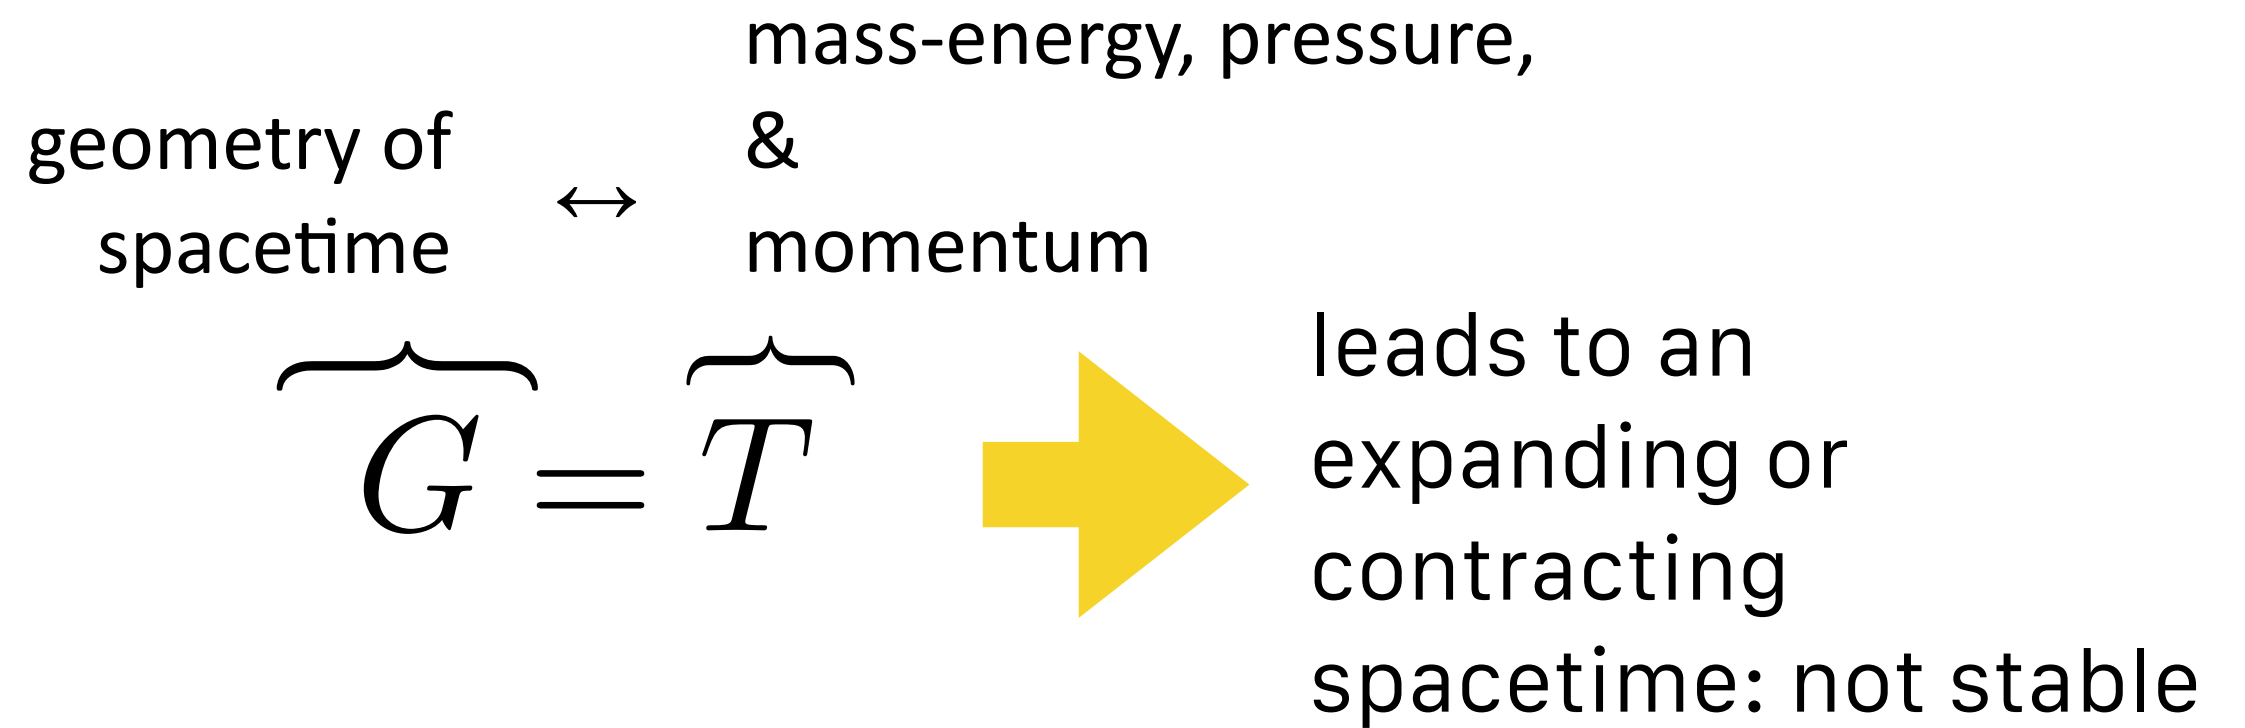 geometry of
spacetime
↔
mass-energy, pressure,
&
momentum
G = T
leads to an
expanding or
contracting
spacetime: not stable